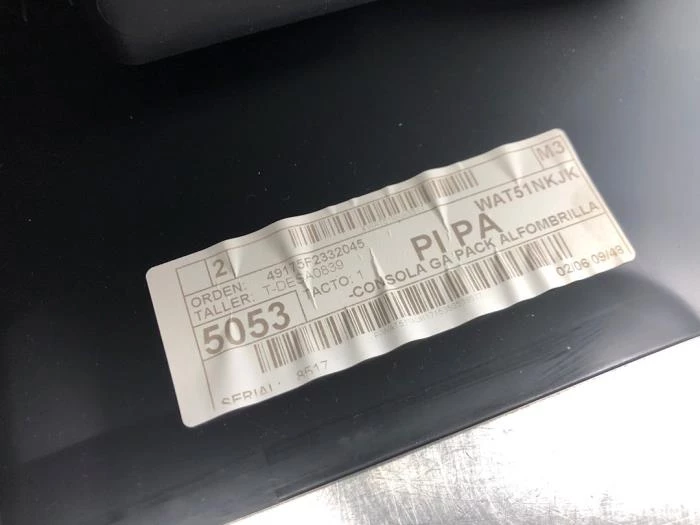 2
M3
ORDEN: 49175F2332045
WAT51NKJK
TALLER: T-DESA0839
PI PA
5053
TACTO: 1
-CONSOLA GA PACK ALFOMBRILLA
02/06 09/48
SERIAL: 8517